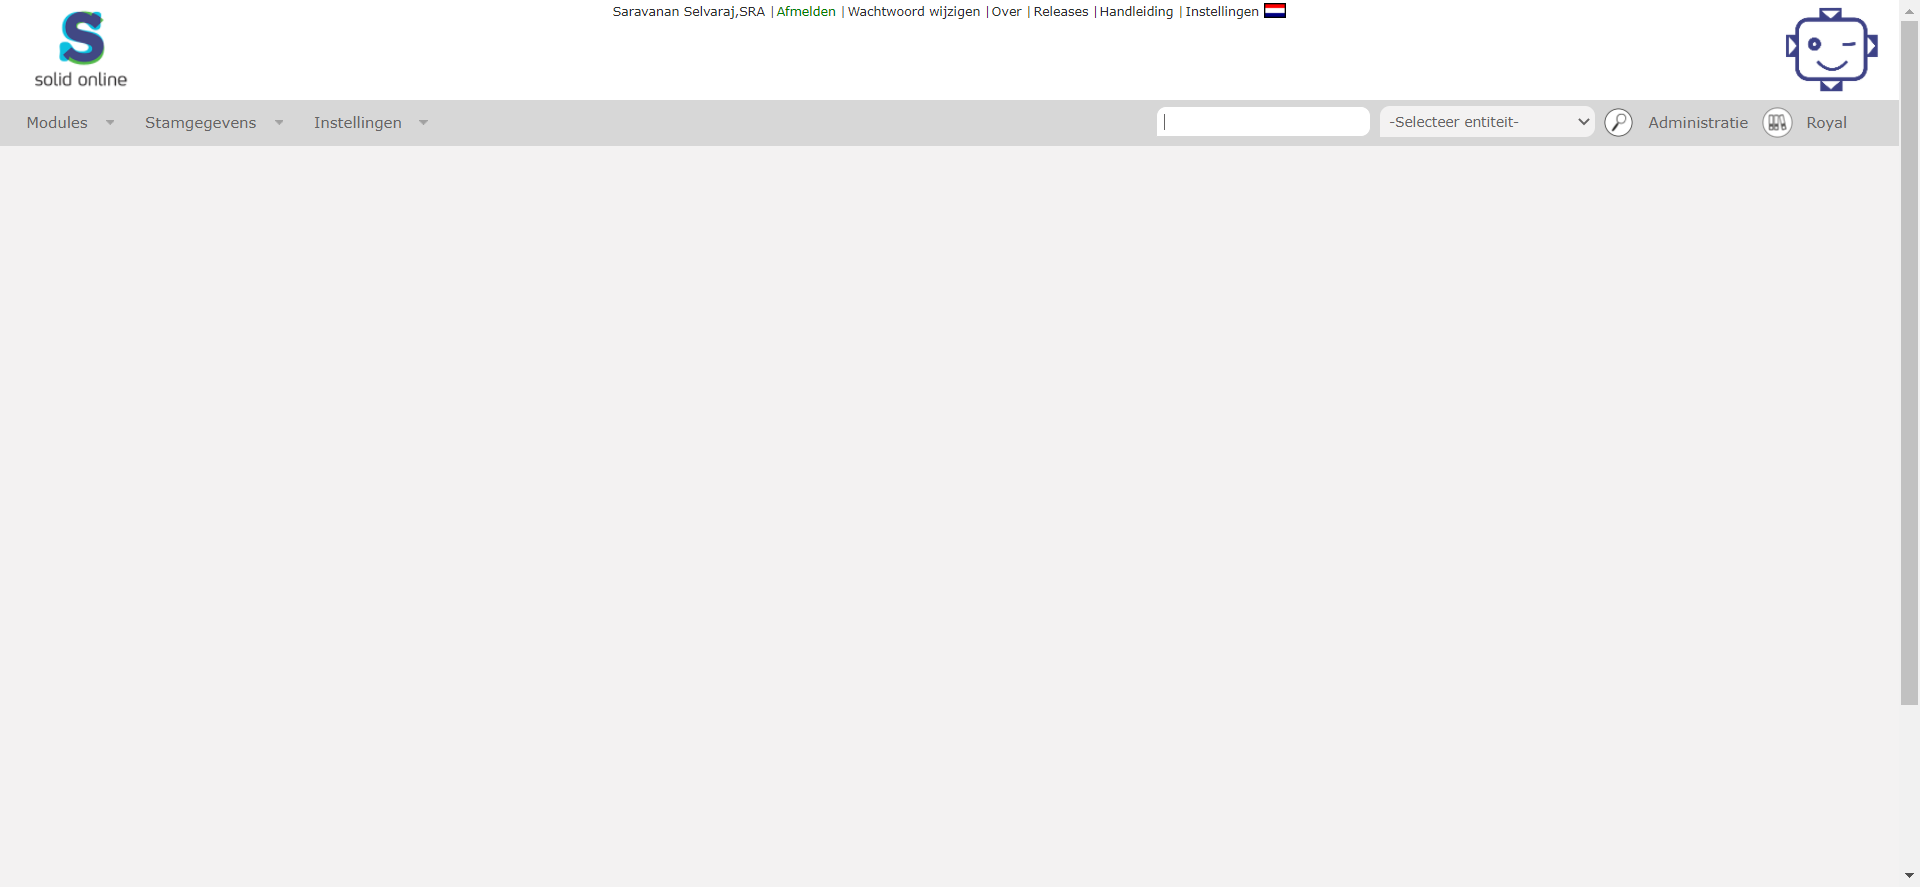 Saravanan Selvaraj,SRA |Afmelden |Wachtwoord wijzigen |Over |Releases |Handleiding |Instellingen
S
solid online
Modules Stamgegevens Instellingen -Selecteer entiteit- Administratie Royal